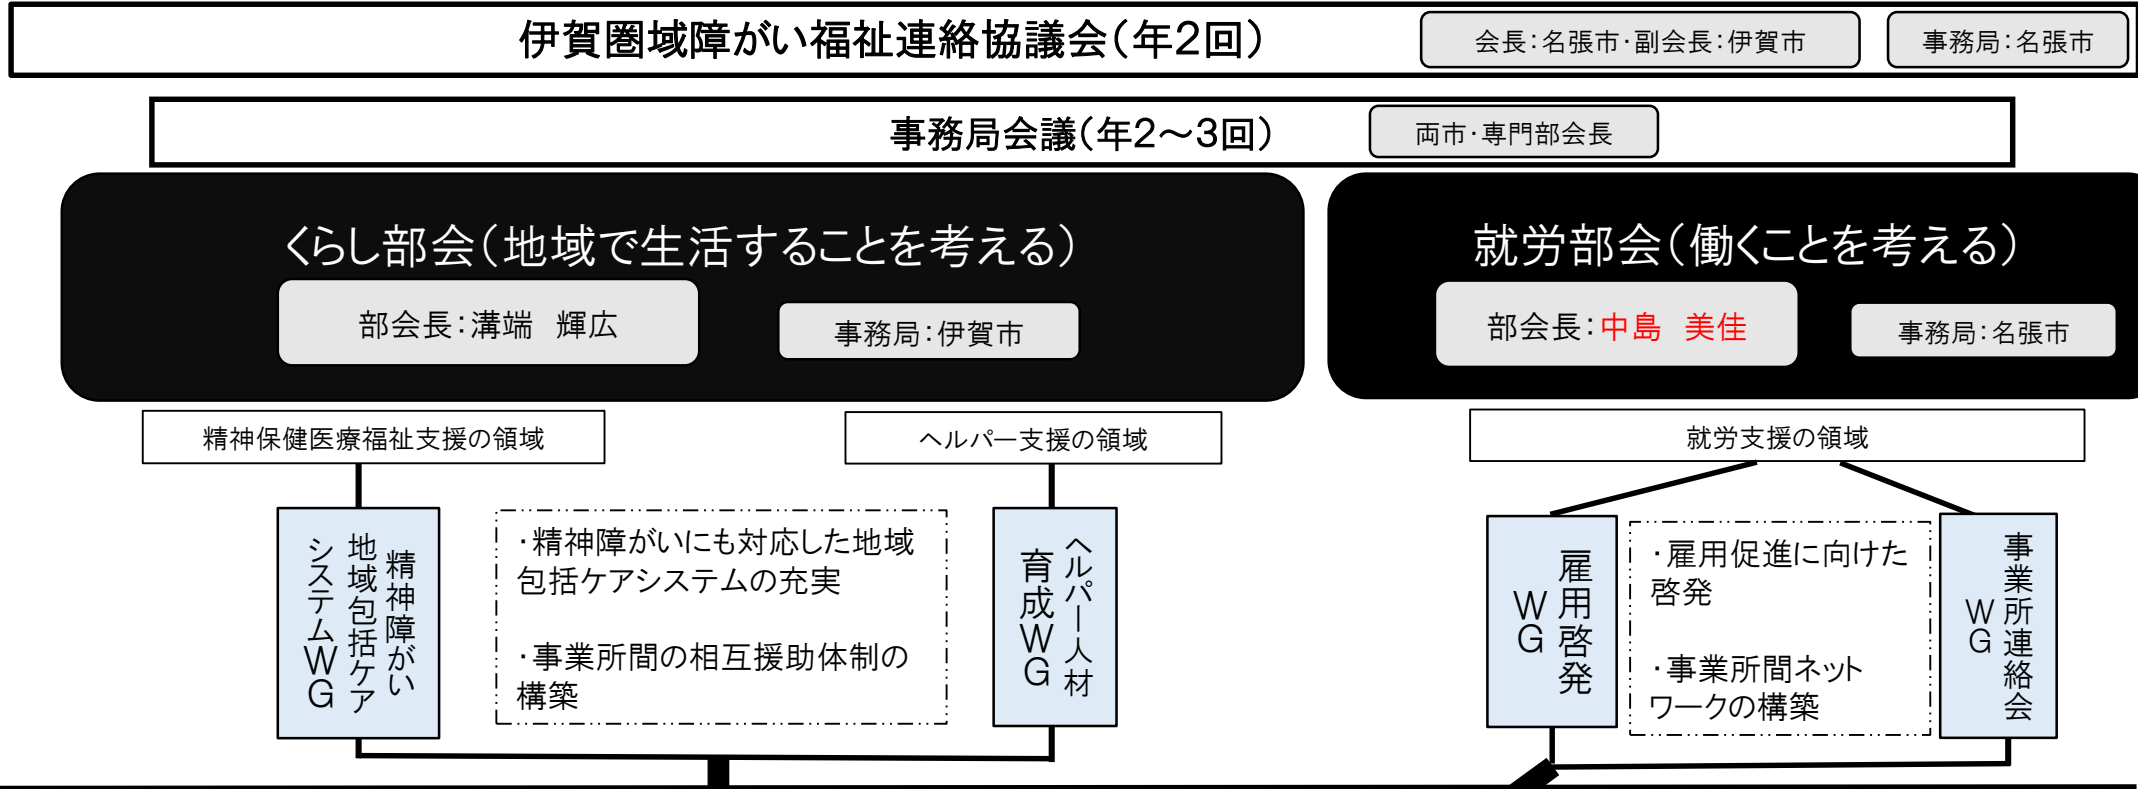 伊賀圏域障がい福祉連絡協議会(年2回)
会長:名張市・副会長:伊賀市
事務局:名張市
事務局会議(年2～3回)
両市・専門部会長
くらし部会(地域で生活することを考える)
部会長:溝端　輝広
事務局:伊賀市
就労部会(働くことを考える)
部会長:中島　美佳
事務局:名張市
精神保健医療福祉支援の領域
ヘルパー支援の領域
就労支援の領域
精神障がい
地域包括ケア
システムWG
・精神障がいにも対応した地域
包括ケアシステムの充実
・事業所間の相互援助体制の
構築
ヘルパー人材
育成WG
雇用啓発
WG
・雇用促進に向けた
啓発
・事業所間ネット
ワークの構築
事業所連絡会
WG